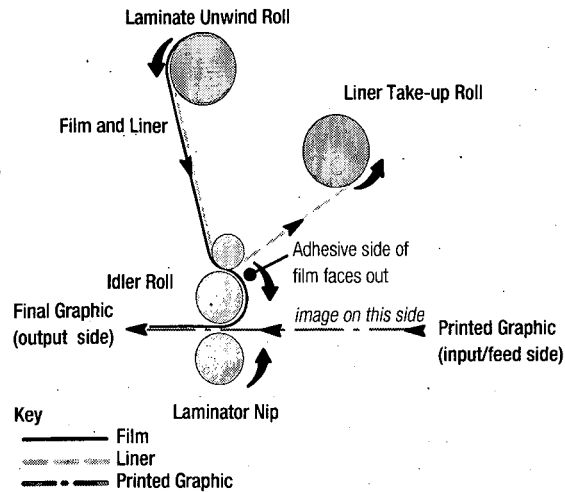 Laminate Unwind Roll
Liner Take-up Roll
Film and Liner
Adhesive side of
film faces out
Idler Roll
image on this side
Final Graphic
(output side)
Printed Graphic
(input/feed side)
Laminator Nip
Key
Film
Liner
Printed Graphic